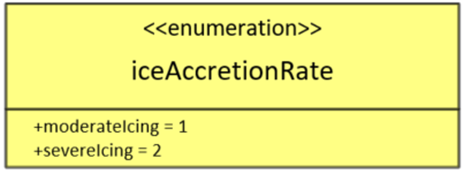 <<enumeration>>
iceAccretionRate
+moderateIcing = 1
+severeIcing = 2